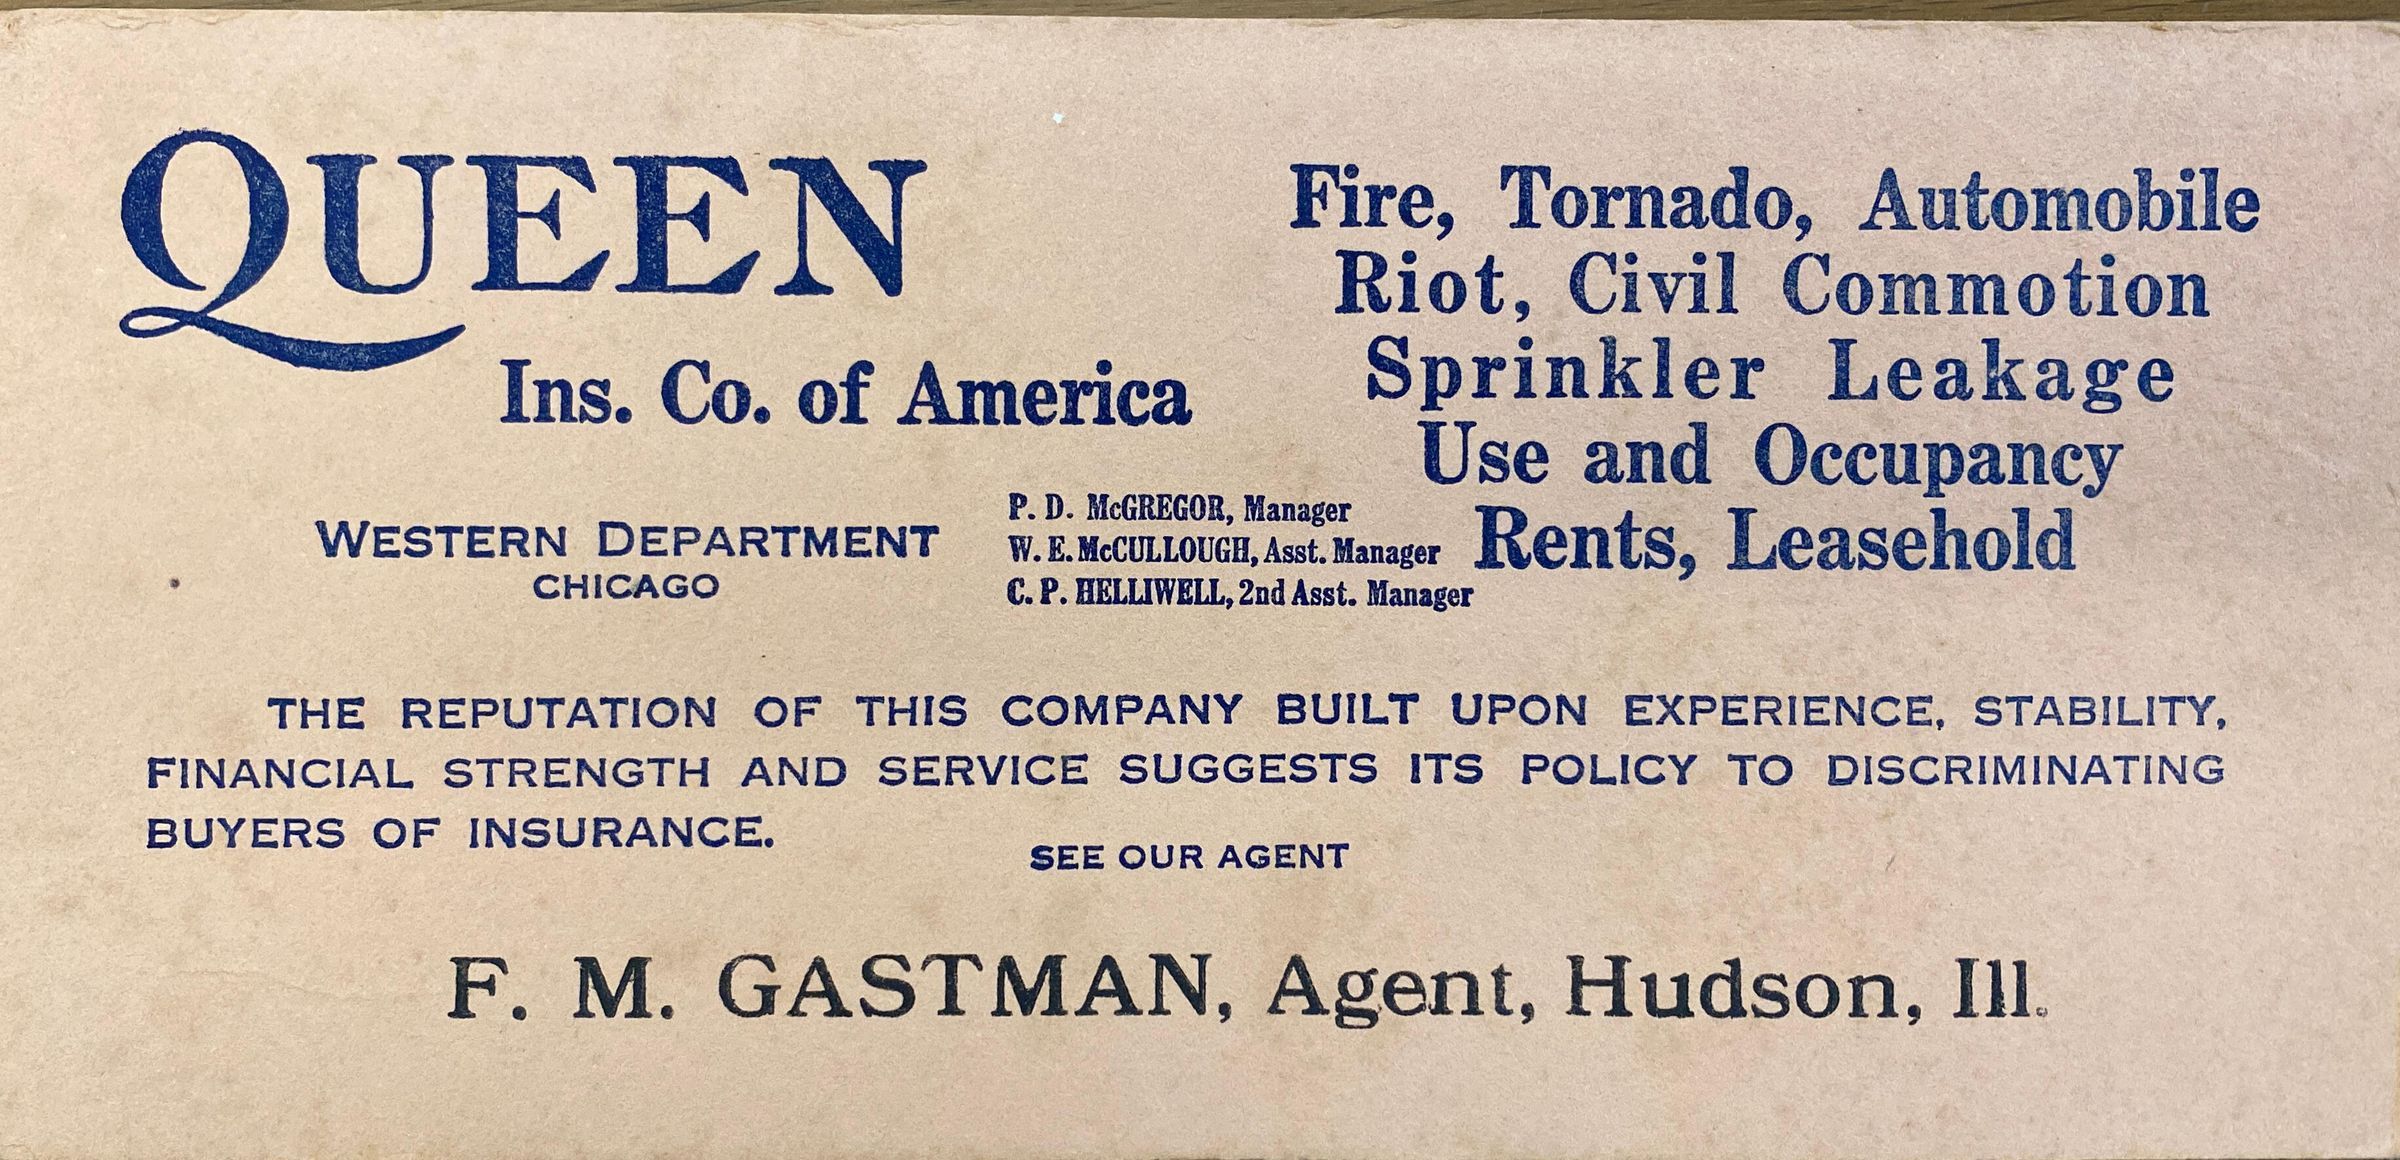 QUEEN
Ins. Co. of America
Fire, Tornado, Automobile
Riot, Civil Commotion
Sprinkler Leakage
Use and Occupancy
Rents, Leasehold
WESTERN DEPARTMENT
CHICAGO
P. D. McGREGOR, Manager
W. E. McCULLOUGH, Asst. Manager
C. P. HELLIWELL, 2nd Asst. Manager
THE REPUTATION OF THIS COMPANY BUILT UPON EXPERIENCE, STABILITY,
FINANCIAL STRENGTH AND SERVICE SUGGESTS ITS POLICY TO DISCRIMINATING
BUYERS OF INSURANCE.
SEE OUR AGENT
F. M. GASTMAN, Agent, Hudson, Ill.